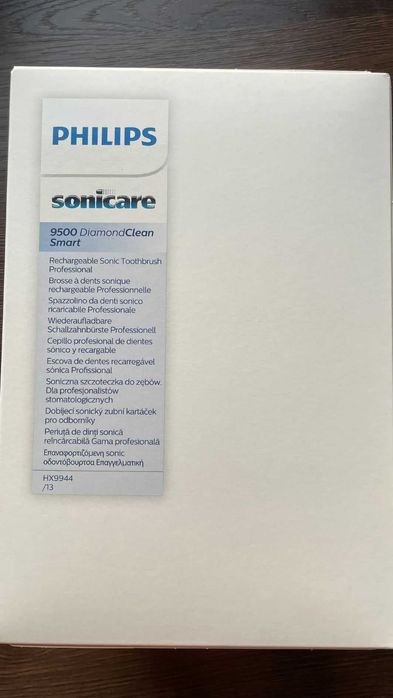 PHILIPS
sonicare
9500 DiamondClean
Smart
Rechargeable Sonic Toothbrush
Professional
Brosse à dents sonique
rechargeable Professionnelle
Spazzolino da denti sonico
ricaricabile Professionale
Wiederaufladbare
Schallzahnbürste Professionell
Cepillo profesional de dientes
sónico y recargable
Escova de dentes recarregável
sónica Profissional
Soniczna szczoteczka do zębów.
Dla profesjonalistów
stomatologicznych
Dobíjecí sonický zubní kartáček
pro odborníky
Periuţă de dinţi sonică
reîncărcabilă Gama profesională
Επαναφορτιζόμενη sonic
οδοντόβουρτσα Επαγγελματική
HX9944
/13